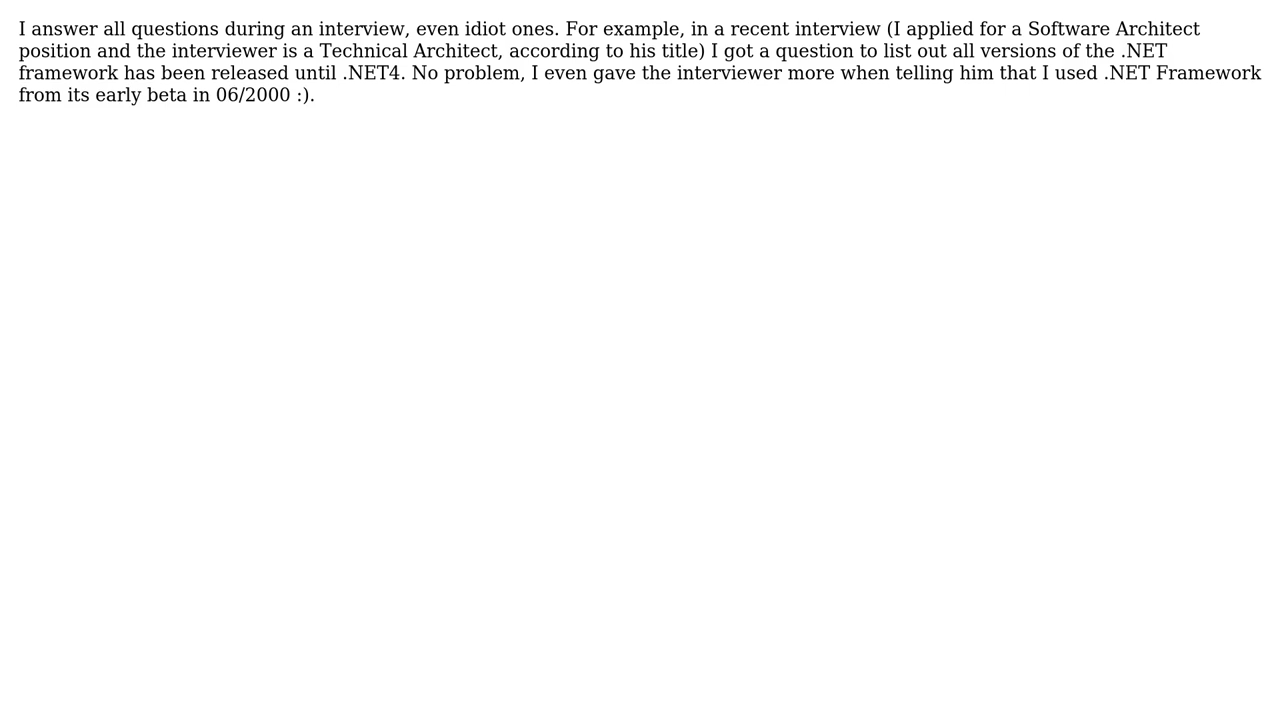 I answer all questions during an interview, even idiot ones. For example, in a recent interview (I applied for a Software Architect
position and the interviewer is a Technical Architect, according to his title) I got a question to list out all versions of the .NET
framework has been released until .NET4. No problem, I even gave the interviewer more when telling him that I used .NET Framework
from its early beta in 06/2000 :).